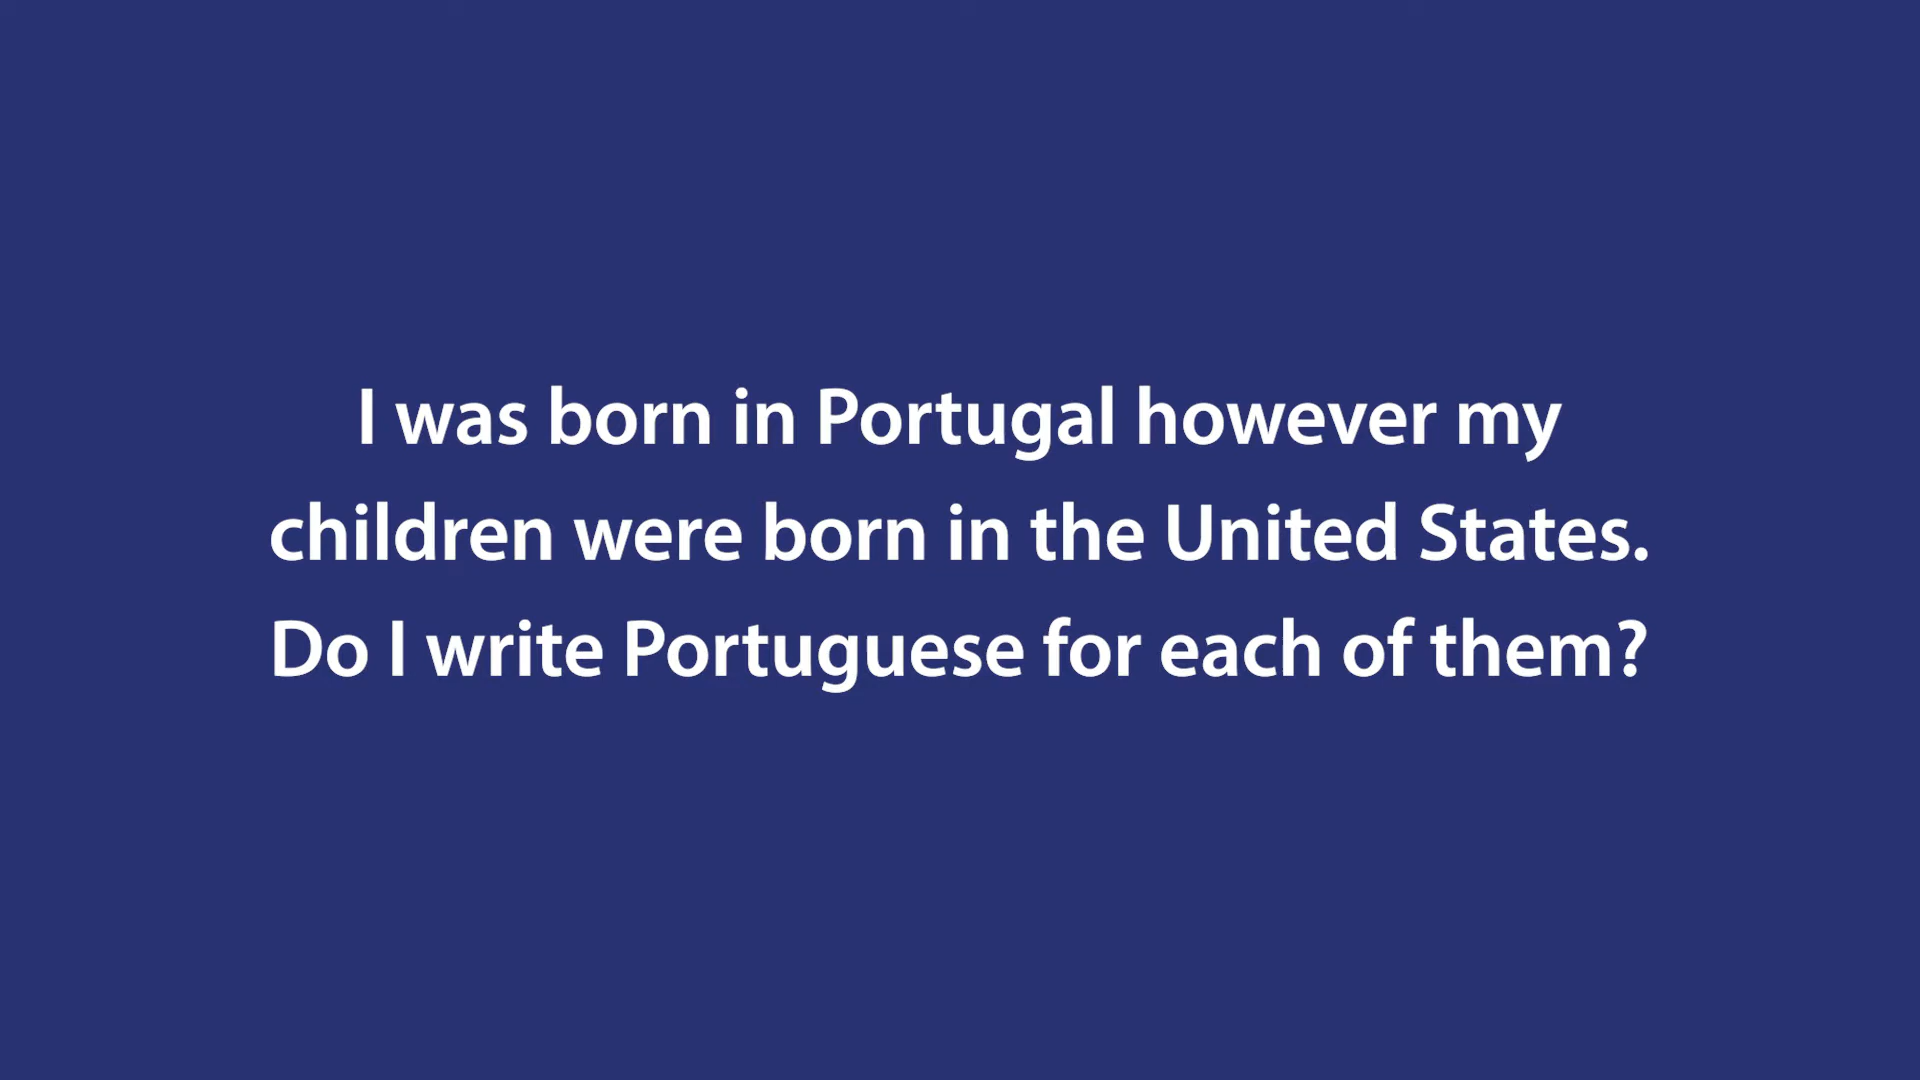 I was born in Portugal however my
children were born in the United States.
Do I write Portuguese for each of them?